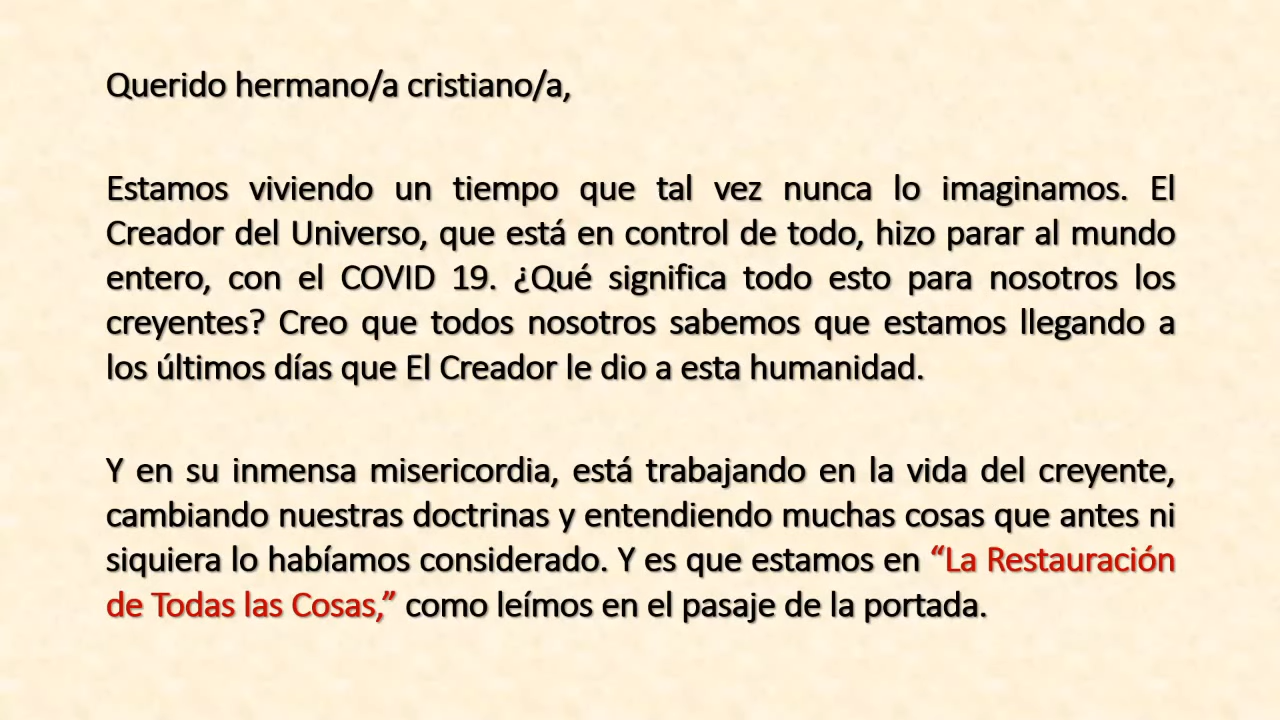 Querido hermano/a cristiano/a,
Estamos viviendo un tiempo que tal vez nunca lo imaginamos. El
Creador del Universo, que está en control de todo, hizo parar al mundo
entero, con el COVID 19. ¿Qué significa todo esto para nosotros los
creyentes? Creo que todos nosotros sabemos que estamos llegando a
los últimos días que El Creador le dio a esta humanidad.
Y en su inmensa misericordia, está trabajando en la vida del creyente,
cambiando nuestras doctrinas y entendiendo muchas cosas que antes ni
siquiera lo habíamos considerado. Y es que estamos en “La Restauración
de Todas las Cosas,” como leímos en el pasaje de la portada.